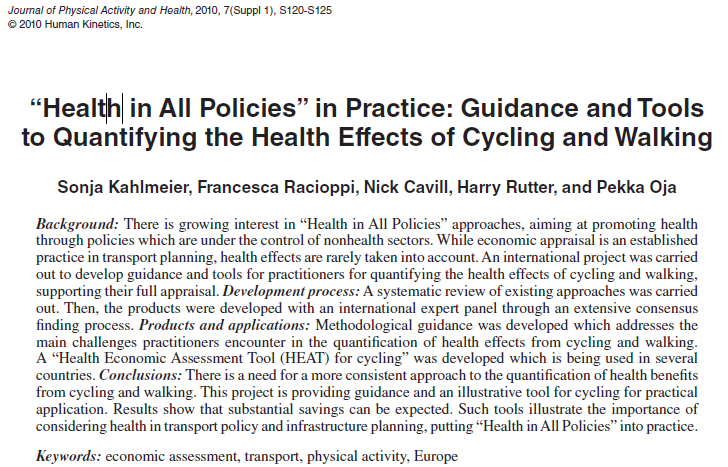 Journal of Physical Activity and Health, 2010, 7(Suppl 1), S120-S125
© 2010 Human Kinetics, Inc.
“Health in All Policies” in Practice: Guidance and Tools
to Quantifying the Health Effects of Cycling and Walking
Sonja Kahlmeier, Francesca Racioppi, Nick Cavill, Harry Rutter, and Pekka Oja
Background: There is growing interest in “Health in All Policies” approaches, aiming at promoting health
through policies which are under the control of nonhealth sectors. While economic appraisal is an established
practice in transport planning, health effects are rarely taken into account. An international project was carried
out to develop guidance and tools for practitioners for quantifying the health effects of cycling and walking,
supporting their full appraisal. Development process: A systematic review of existing approaches was carried
out. Then, the products were developed with an international expert panel through an extensive consensus
finding process. Products and applications: Methodological guidance was developed which addresses the
main challenges practitioners encounter in the quantification of health effects from cycling and walking.
A “Health Economic Assessment Tool (HEAT) for cycling” was developed which is being used in several
countries. Conclusions: There is a need for a more consistent approach to the quantification of health benefits
from cycling and walking. This project is providing guidance and an illustrative tool for cycling for practical
application. Results show that substantial savings can be expected. Such tools illustrate the importance of
considering health in transport policy and infrastructure planning, putting “Health in All Policies” into practice.
Keywords: economic assessment, transport, physical activity, Europe